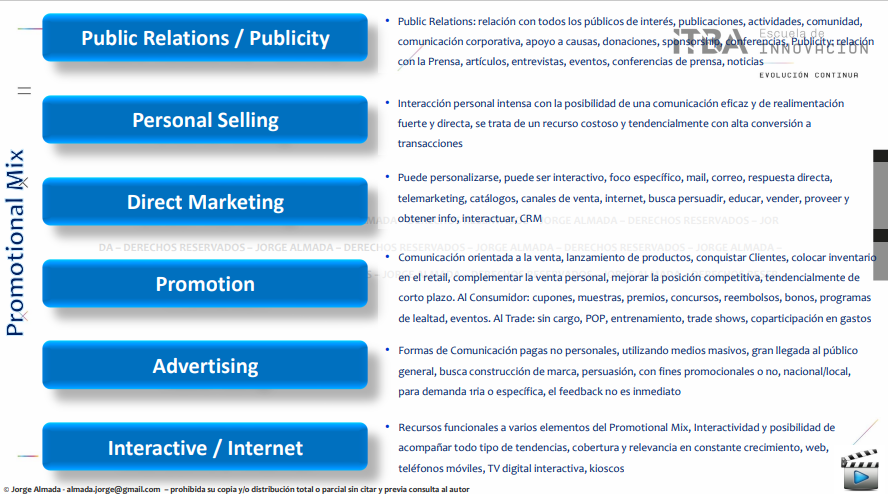 Promotional Mix
Public Relations / Publicity
• Public Relations: relación con todos los públicos de interés, publicaciones, actividades, comunidad,
comunicación corporativa, apoyo a causas, donaciones, sponsorship, conferencias, Publicity: relación
con la Prensa, artículos, entrevistas, eventos, conferencias de prensa, noticias
ITBA
Escuela de
INNOVACIÓN
EVOLUCIÓN CONTINUA
Personal Selling
• Interacción personal intensa con la posibilidad de una comunicación eficaz y de realimentación
fuerte y directa, se trata de un recurso costoso y tendencialmente con alta conversión a
transacciones
Direct Marketing
• Puede personalizarse, puede ser interactivo, foco específico, mail, correo, respuesta directa,
telemarketing, catálogos, canales de venta, internet, busca persuadir, educar, vender, proveer y
obtener info, interactuar, CRM
JORGE ALMADA – DERECHOS RESERVADOS – JOR
DA – DERECHOS RESERVADOS – JORGE ALMADA – DERECHOS RESERVADOS – JORGE ALMADA – DERECHOS RESERVADOS – JORGE ALMADA –
Promotion
• Comunicación orientada a la venta, lanzamiento de productos, conquistar Clientes, colocar inventario
en el retail, complementar la venta personal, mejorar la posición competitiva, tendencialmente de
corto plazo. Al Consumidor: cupones, muestras, premios, concursos, reembolsos, bonos, programas
de lealtad, eventos. Al Trade: sin cargo, POP, entrenamiento, trade shows, coparticipación en gastos
Advertising
• Formas de Comunicación pagas no personales, utilizando medios masivos, gran llegada al público
general, busca construcción de marca, persuasión, con fines promocionales o no, nacional/local,
para demanda 1ria o específica, el feedback no es inmediato
Interactive / Internet
• Recursos funcionales a varios elementos del Promotional Mix, Interactividad y posibilidad de
acompañar todo tipo de tendencias, cobertura y relevancia en constante crecimiento, web,
teléfonos móviles, TV digital interactiva, kioscos
© Jorge Almada - almada.jorge@gmail.com – prohibida su copia y/o distribución total o parcial sin citar y previa consulta al autor